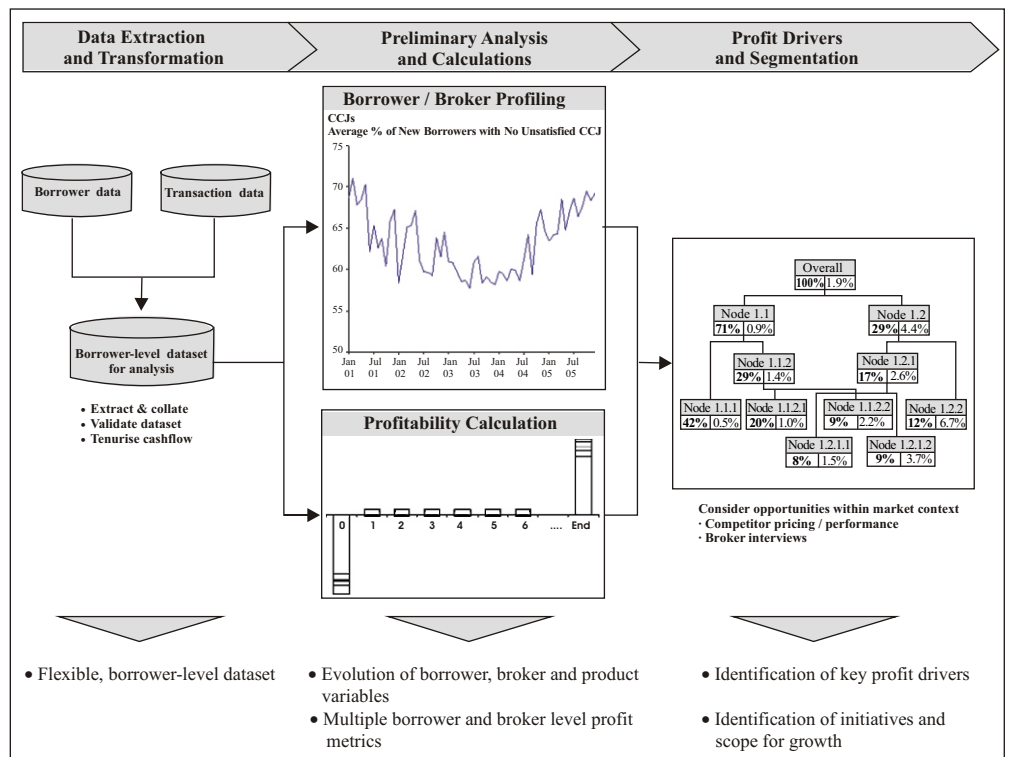 Data Extraction
and Transformation
Preliminary Analysis
and Calculations
Profit Drivers
and Segmentation
Borrower data
Transaction data
Borrower-level dataset
for analysis
• Extract & collate
• Validate dataset
• Tenurise cashflow
Borrower / Broker Profiling
CCJs
Average % of New Borrowers with No Unsatisfied CCJ
75
70
65
60
55
50
Jan Jul Jan Jul Jan Jul Jan Jul Jan Jul
01 01 02 02 03 03 04 04 05 05
Profitability Calculation
0 1 2 3 4 5 6 .... End
Overall
100% 1.9%
Node 1.1 Node 1.2
71% 0.9% 29% 4.4%
Node 1.1.2 Node 1.2.1
29% 1.4% 17% 2.6%
Node 1.1.1 Node 1.1.2.1 Node 1.1.2.2 Node 1.2.2
42% 0.5% 20% 1.0% 9% 2.2% 12% 6.7%
Node 1.2.1.1 Node 1.2.1.2
8% 1.5% 9% 3.7%
Consider opportunities within market context
· Competitor pricing / performance
· Broker interviews
• Flexible, borrower-level dataset
• Evolution of borrower, broker and product
variables
• Multiple borrower and broker level profit
metrics
• Identification of key profit drivers
• Identification of initiatives and
scope for growth